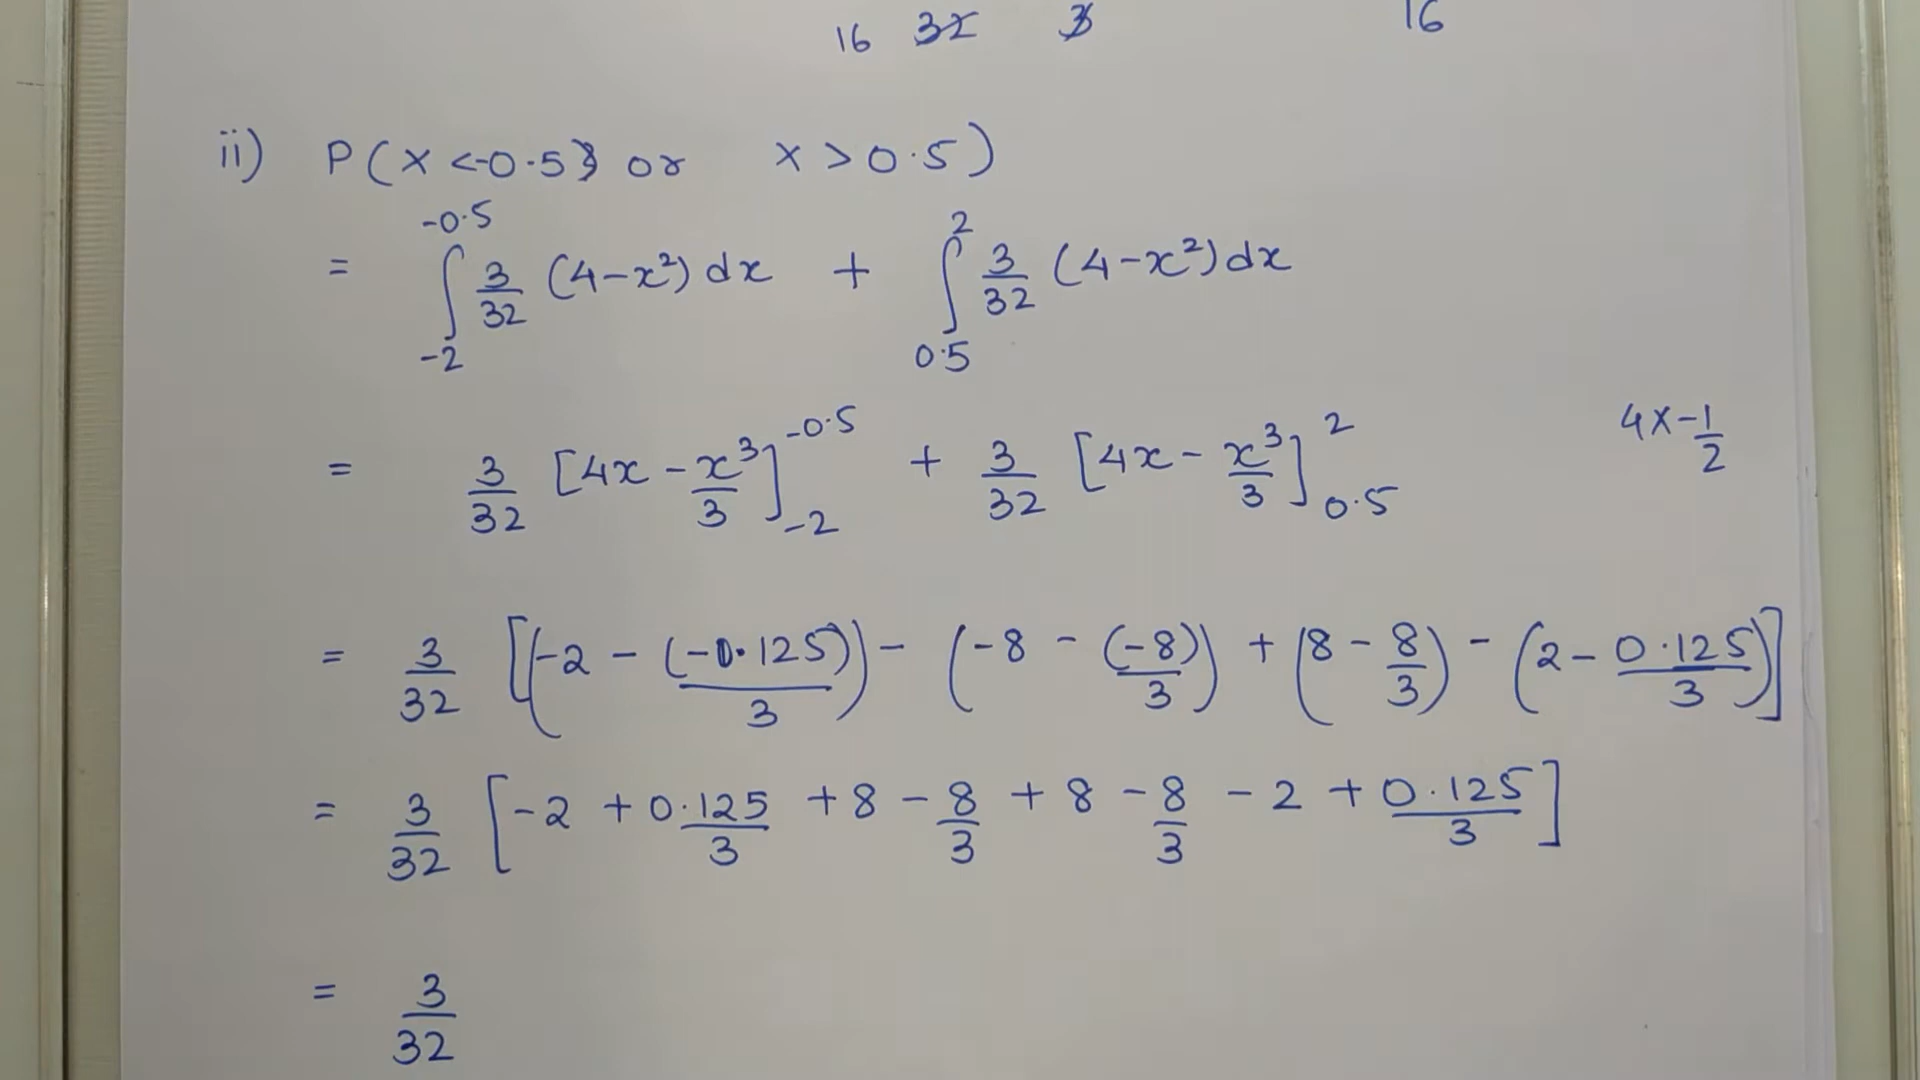 16 32 3 16
ii) P(X <-0.5 or x > 0.5)
= ∫_{-2}^{-0.5} 3/32 (4-x²) dx + ∫_{0.5}^{2} 3/32 (4-x²) dx
= 3/32 [4x - x³/3]_{-2}^{-0.5} + 3/32 [4x - x³/3]_{0.5}^{2} 4x-1/2
= 3/32 [(-2 - (-0.125)/3) - (-8 - (-8)/3) + (8 - 8/3) - (2 - 0.125/3)]
= 3/32 [-2 + 0.125/3 + 8 - 8/3 + 8 - 8/3 - 2 + 0.125/3]
= 3/32